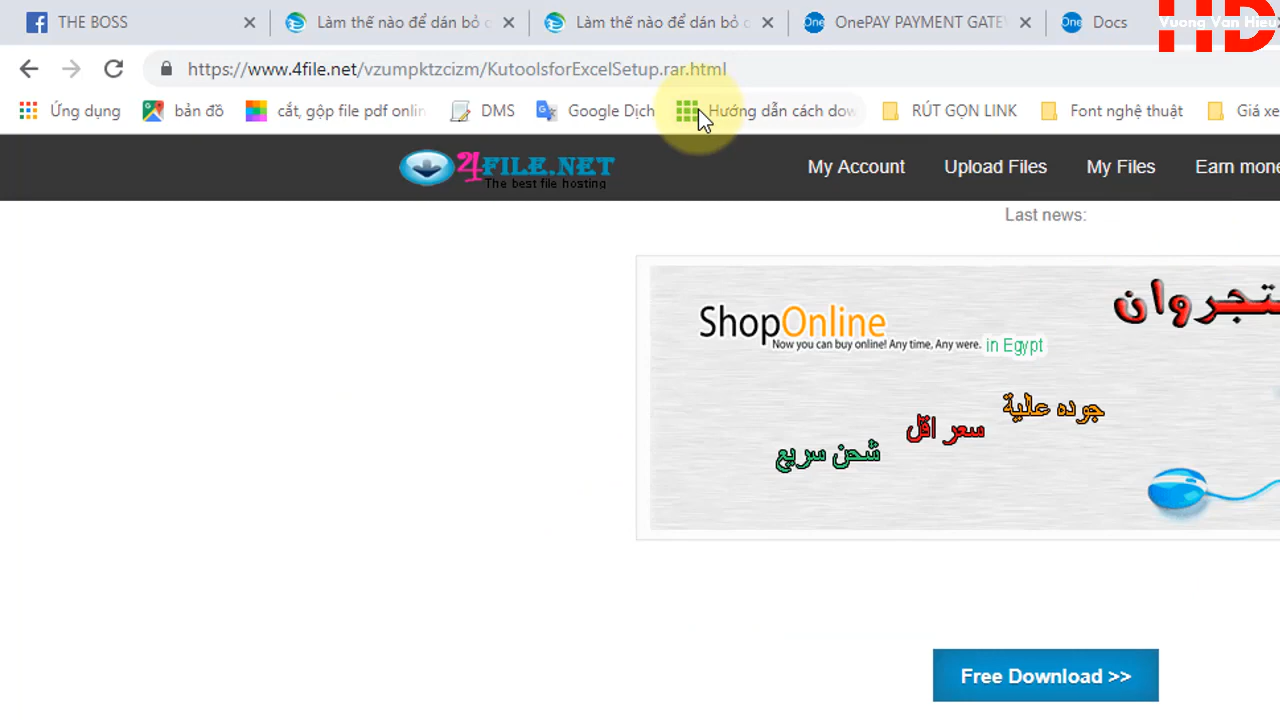 THE BOSS
Làm thế nào để dán bỏ
Làm thế nào để dán bỏ
OnePAY PAYMENT GATE
Docs
Vuong Van Hieu
HD
https://www.4file.net/vzumpktzcizm/KutoolsforExcelSetup.rar.html
Ứng dụng
bản đồ
cắt, gộp file pdf onlin
DMS
Google Dịch
Hướng dẫn cách dow
RÚT GỌN LINK
Font nghệ thuật
Giá xe
4FILE.NET
The best file hosting
My Account
Upload Files
My Files
Earn mone
Last news:
ShopOnline
Now you can buy online! Any time, Any were. in Egypt
جوده عالية
سعر اقل
شحن سريع
Free Download >>